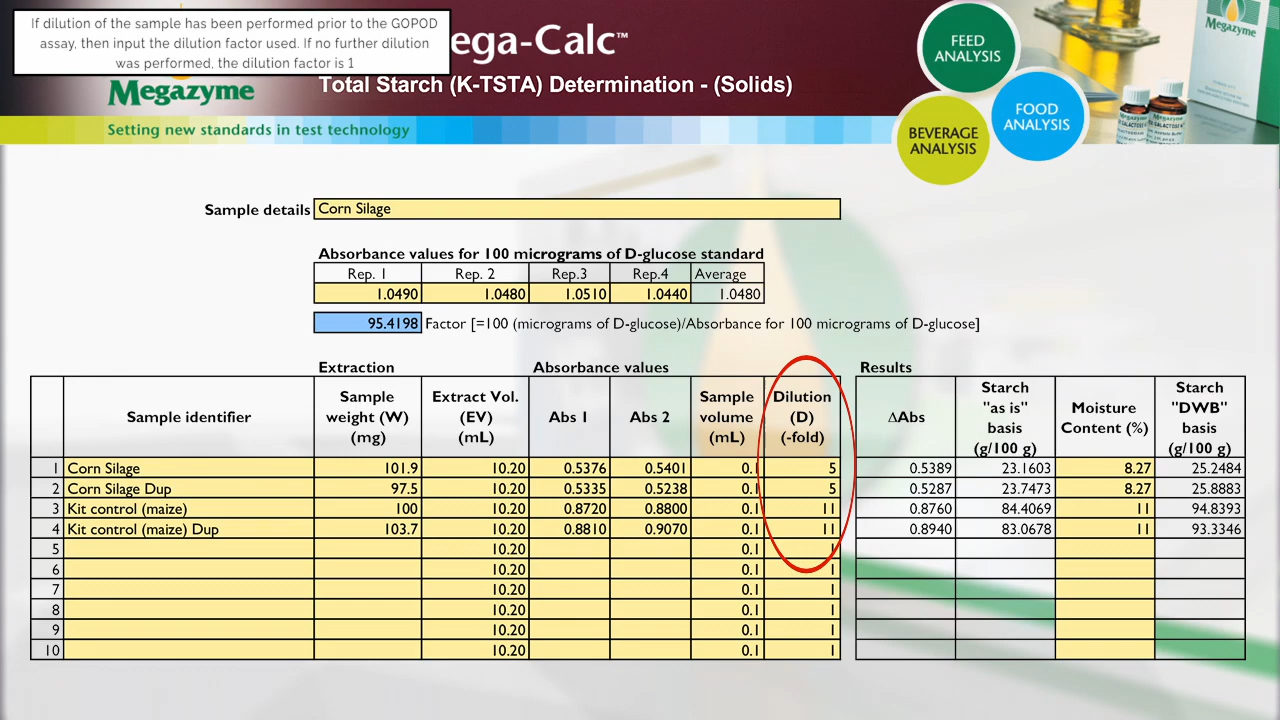 If dilution of the sample has been performed prior to the GOPOD
assay, then input the dilution factor used. If no further dilution
was performed, the dilution factor is 1
ega-Calc™
Total Starch (K-TSTA) Determination - (Solids)
Megazyme
Setting new standards in test technology
FEED
ANALYSIS
FOOD
ANALYSIS
BEVERAGE
ANALYSIS
Megazyme
Sample details Corn Silage
Absorbance values for 100 micrograms of D-glucose standard
Rep. 1 Rep. 2 Rep.3 Rep.4 Average
1.0490 1.0480 1.0510 1.0440 1.0480
95.4198 Factor [=100 (micrograms of D-glucose)/Absorbance for 100 micrograms of D-glucose]
Extraction Absorbance values Results
Sample identifier Sample weight (W) (mg) Extract Vol. (EV) (mL) Abs 1 Abs 2 Sample volume (mL) Dilution (D) (-fold) ΔAbs Starch "as is" basis (g/100 g) Moisture Content (%) Starch "DWB" basis (g/100 g)
1 Corn Silage 101.9 10.20 0.5376 0.5401 0.1 5 0.5389 23.1603 8.27 25.2484
2 Corn Silage Dup 97.5 10.20 0.5335 0.5238 0.1 5 0.5287 23.7473 8.27 25.8883
3 Kit control (maize) 100 10.20 0.8720 0.8800 0.1 11 0.8760 84.4069 11 94.8393
4 Kit control (maize) Dup 103.7 10.20 0.8810 0.9070 0.1 11 0.8940 83.0678 11 93.3346
5 10.20 0.1 1
6 10.20 0.1 1
7 10.20 0.1 1
8 10.20 0.1 1
9 10.20 0.1 1
10 10.20 0.1 1